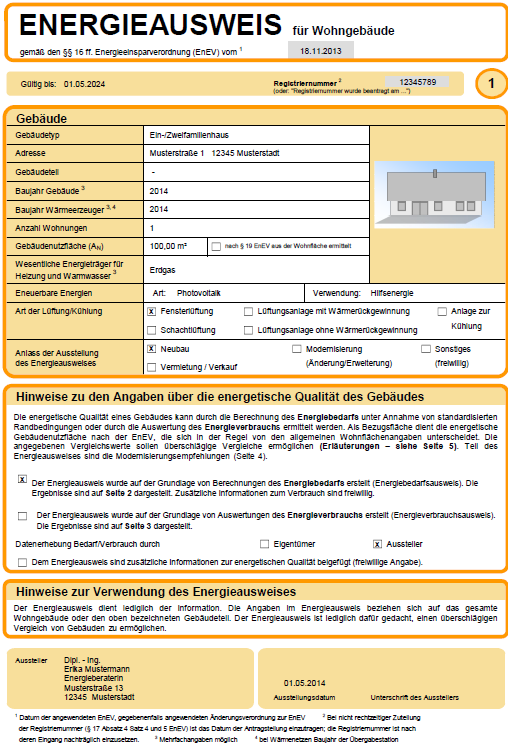 ENERGIEAUSWEIS für Wohngebäude
gemäß den §§ 16 ff. Energieeinsparverordnung (EnEV) vom ¹ 18.11.2013
Gültig bis: 01.05.2024
Registriernummer ² 12345789
(oder: "Registriernummer wurde beantragt am ...")
1
Gebäude
Gebäudetyp Ein-/Zweifamilienhaus
Adresse Musterstraße 1 12345 Musterstadt
Gebäudeteil -
Baujahr Gebäude ³ 2014
Baujahr Wärmeerzeuger ³, ⁴ 2014
Anzahl Wohnungen 1
Gebäudenutzfläche (AN) 100,00 m² ☐ nach § 19 EnEV aus der Wohnfläche ermittelt
Wesentliche Energieträger für
Heizung und Warmwasser ³ Erdgas
Erneuerbare Energien Art: Photovoltaik Verwendung: Hilfsenergie
Art der Lüftung/Kühlung ☒ Fensterlüftung ☐ Lüftungsanlage mit Wärmerückgewinnung ☐ Anlage zur
Kühlung
☐ Schachtlüftung ☐ Lüftungsanlage ohne Wärmerückgewinnung
Anlass der Ausstellung
des Energieausweises ☒ Neubau ☐ Modernisierung ☐ Sonstiges
(Änderung/Erweiterung) (freiwillig)
☐ Vermietung / Verkauf
Hinweise zu den Angaben über die energetische Qualität des Gebäudes
Die energetische Qualität eines Gebäudes kann durch die Berechnung des Energiebedarfs unter Annahme von standardisierten
Randbedingungen oder durch die Auswertung des Energieverbrauchs ermittelt werden. Als Bezugsfläche dient die energetische
Gebäudenutzfläche nach der EnEV, die sich in der Regel von den allgemeinen Wohnflächenangaben unterscheidet. Die
angegebenen Vergleichswerte sollen überschlägige Vergleiche ermöglichen (Erläuterungen – siehe Seite 5). Teil des
Energieausweises sind die Modernisierungsempfehlungen (Seite 4).
☒ Der Energieausweis wurde auf der Grundlage von Berechnungen des Energiebedarfs erstellt (Energiebedarfsausweis). Die
Ergebnisse sind auf Seite 2 dargestellt. Zusätzliche Informationen zum Verbrauch sind freiwillig.
☐ Der Energieausweis wurde auf der Grundlage von Auswertungen des Energieverbrauchs erstellt (Energieverbrauchsausweis).
Die Ergebnisse sind auf Seite 3 dargestellt.
Datenerhebung Bedarf/Verbrauch durch ☐ Eigentümer ☒ Aussteller
☐ Dem Energieausweis sind zusätzliche Informationen zur energetischen Qualität beigefügt (freiwillige Angabe).
Hinweise zur Verwendung des Energieausweises
Der Energieausweis dient lediglich der Information. Die Angaben im Energieausweis beziehen sich auf das gesamte
Wohngebäude oder den oben bezeichneten Gebäudeteil. Der Energieausweis ist lediglich dafür gedacht, einen überschlägigen
Vergleich von Gebäuden zu ermöglichen.
Aussteller
Dipl. - Ing.
Erika Mustermann
Energieberaterin
Musterstraße 13
12345 Musterstadt
01.05.2014
Ausstellungsdatum Unterschrift des Ausstellers
¹ Datum der angewendeten EnEV, gegebenenfalls angewendeten Änderungsverordnung zur EnEV ² Bei nicht rechtzeitiger Zuteilung
der Registriernummer (§ 17 Absatz 4 Satz 4 und 5 EnEV) ist das Datum der Antragstellung einzutragen; die Registriernummer ist nach
deren Eingang nachträglich einzusetzen. ³ Mehrfachangaben möglich ⁴ bei Wärmenetzen Baujahr der Übergabestation